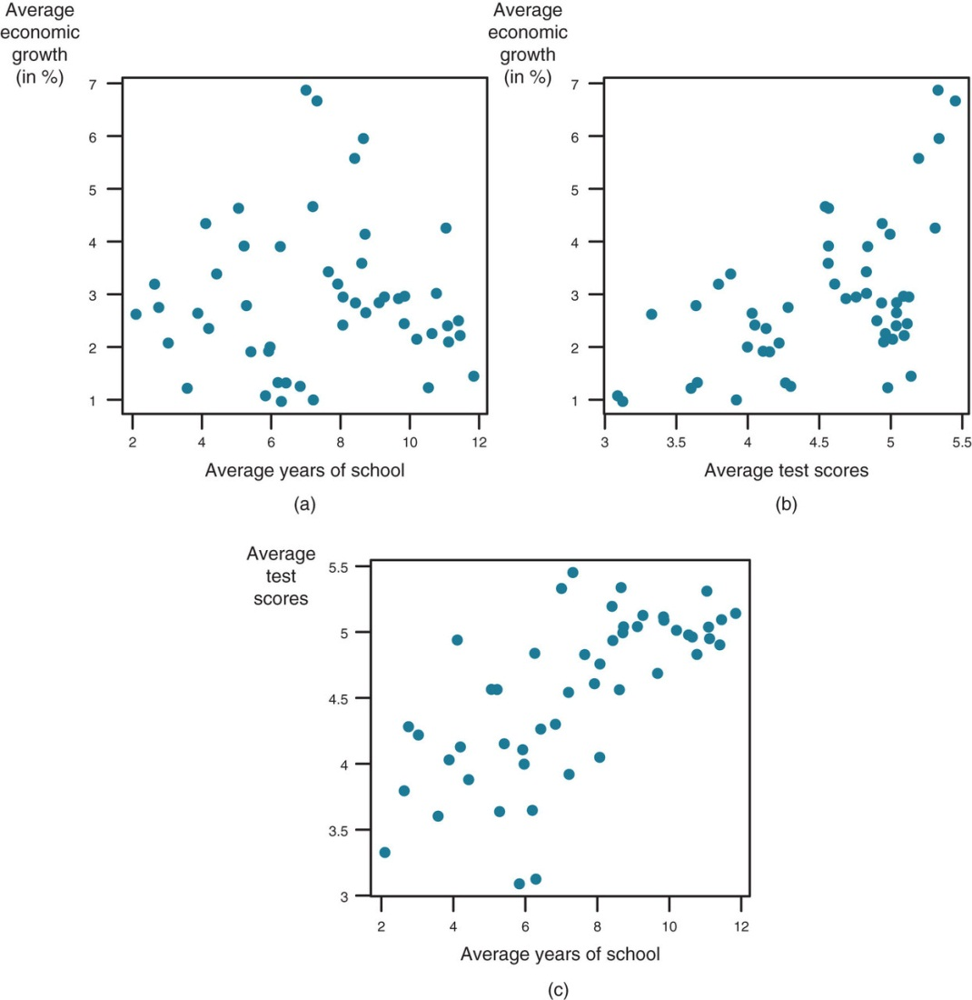 Average
economic
growth
(in %)
7
6
5
4
3
2
1
2 4 6 8 10 12
Average years of school
(a)
Average
economic
growth
(in %)
7
6
5
4
3
2
1
3 3.5 4 4.5 5 5.5
Average test scores
(b)
Average
test
scores
5.5
5
4.5
4
3.5
3
2 4 6 8 10 12
Average years of school
(c)